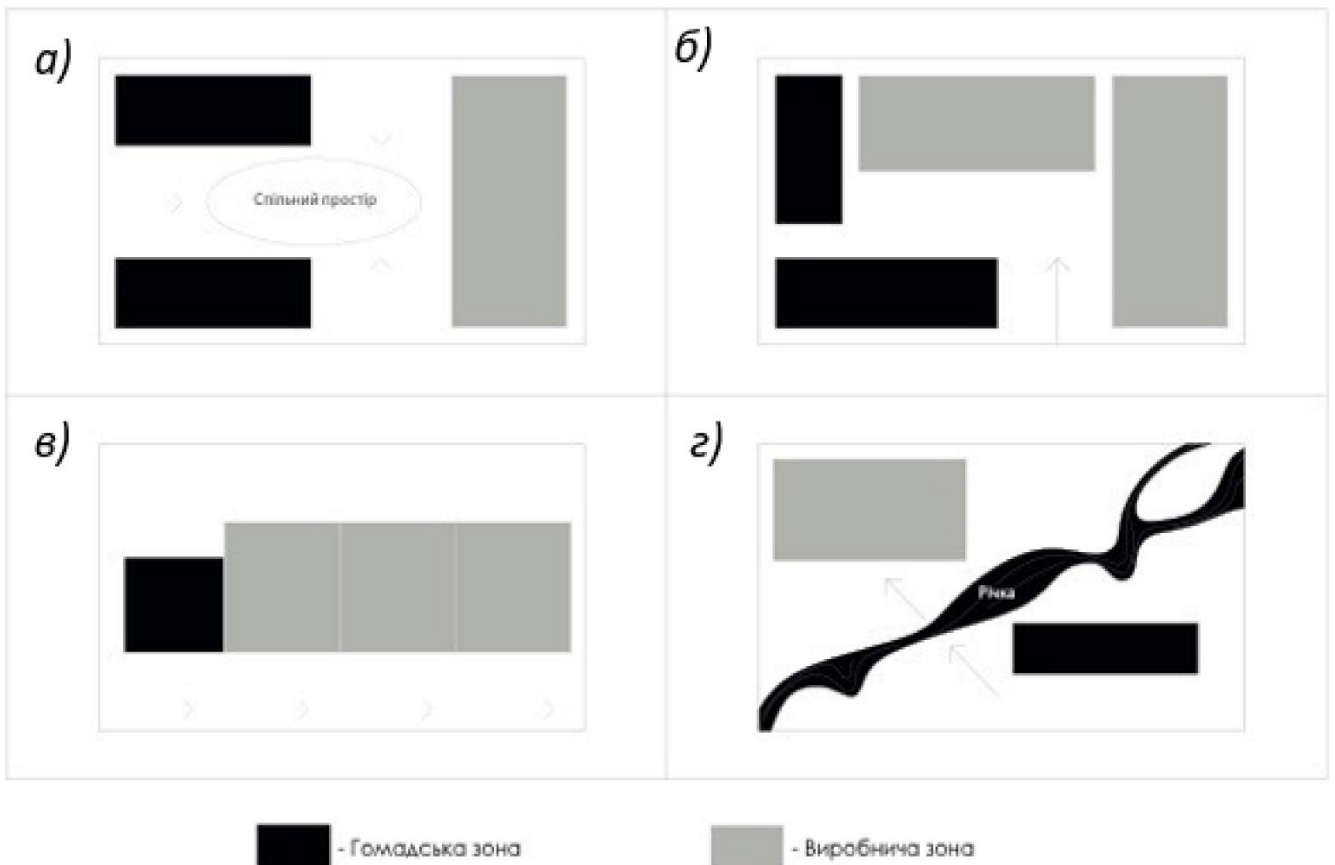 а)
б)
Спільний простір
в)
г)
Річка
- Гомадська зона
- Виробнича зона